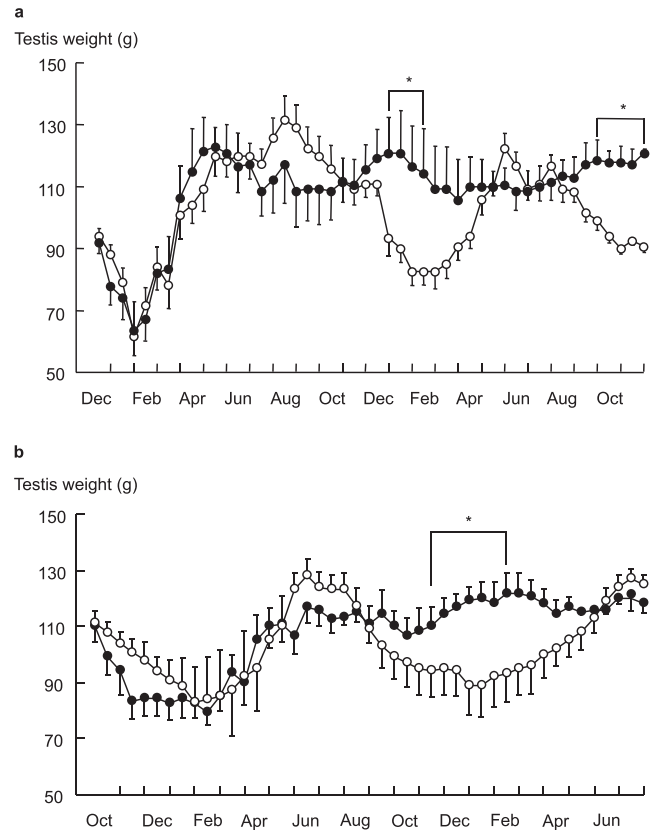 a
Testis weight (g)
150
*
*
130
110
90
70
50
Dec Feb Apr Jun Aug Oct Dec Feb Apr Jun Aug Oct
b
Testis weight (g)
150
*
130
110
90
70
50
Oct Dec Feb Apr Jun Aug Oct Dec Feb Apr Jun